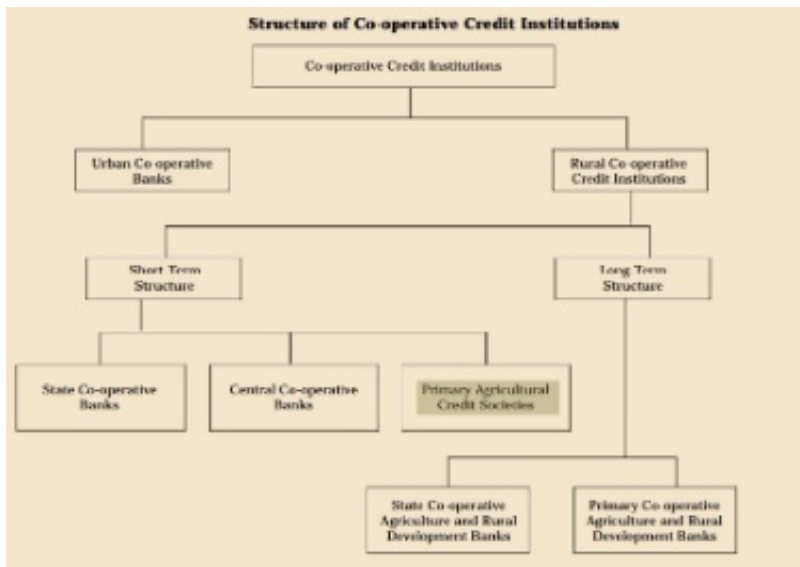 Structure of Co-operative Credit Institutions
Co-operative Credit Institutions
Urban Co-operative
Banks
Rural Co-operative
Credit Institutions
Short Term
Structure
Long Term
Structure
State Co-operative
Banks
Central Co-operative
Banks
Primary Agricultural
Credit Societies
State Co-operative
Agriculture and Rural
Development Banks
Primary Co-operative
Agriculture and Rural
Development Banks